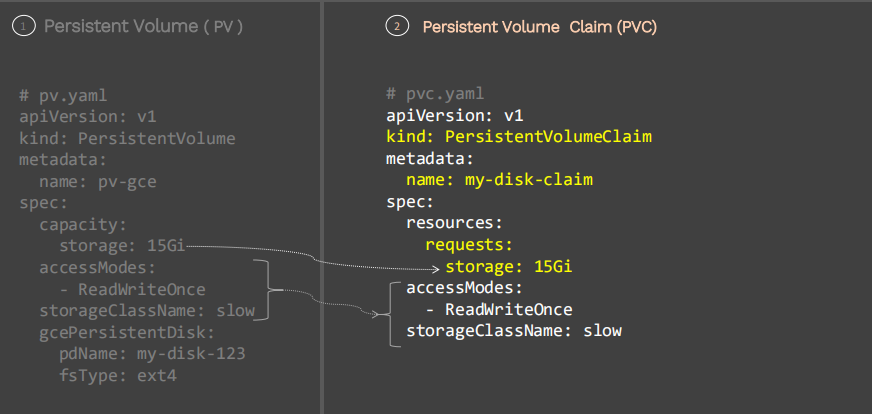 1 Persistent Volume ( PV )
# pv.yaml
apiVersion: v1
kind: PersistentVolume
metadata:
  name: pv-gce
spec:
  capacity:
    storage: 15Gi
  accessModes:
    - ReadWriteOnce
  storageClassName: slow
  gcePersistentDisk:
    pdName: my-disk-123
    fsType: ext4
2 Persistent Volume Claim (PVC)
# pvc.yaml
apiVersion: v1
kind: PersistentVolumeClaim
metadata:
  name: my-disk-claim
spec:
  resources:
    requests:
      storage: 15Gi
  accessModes:
    - ReadWriteOnce
  storageClassName: slow